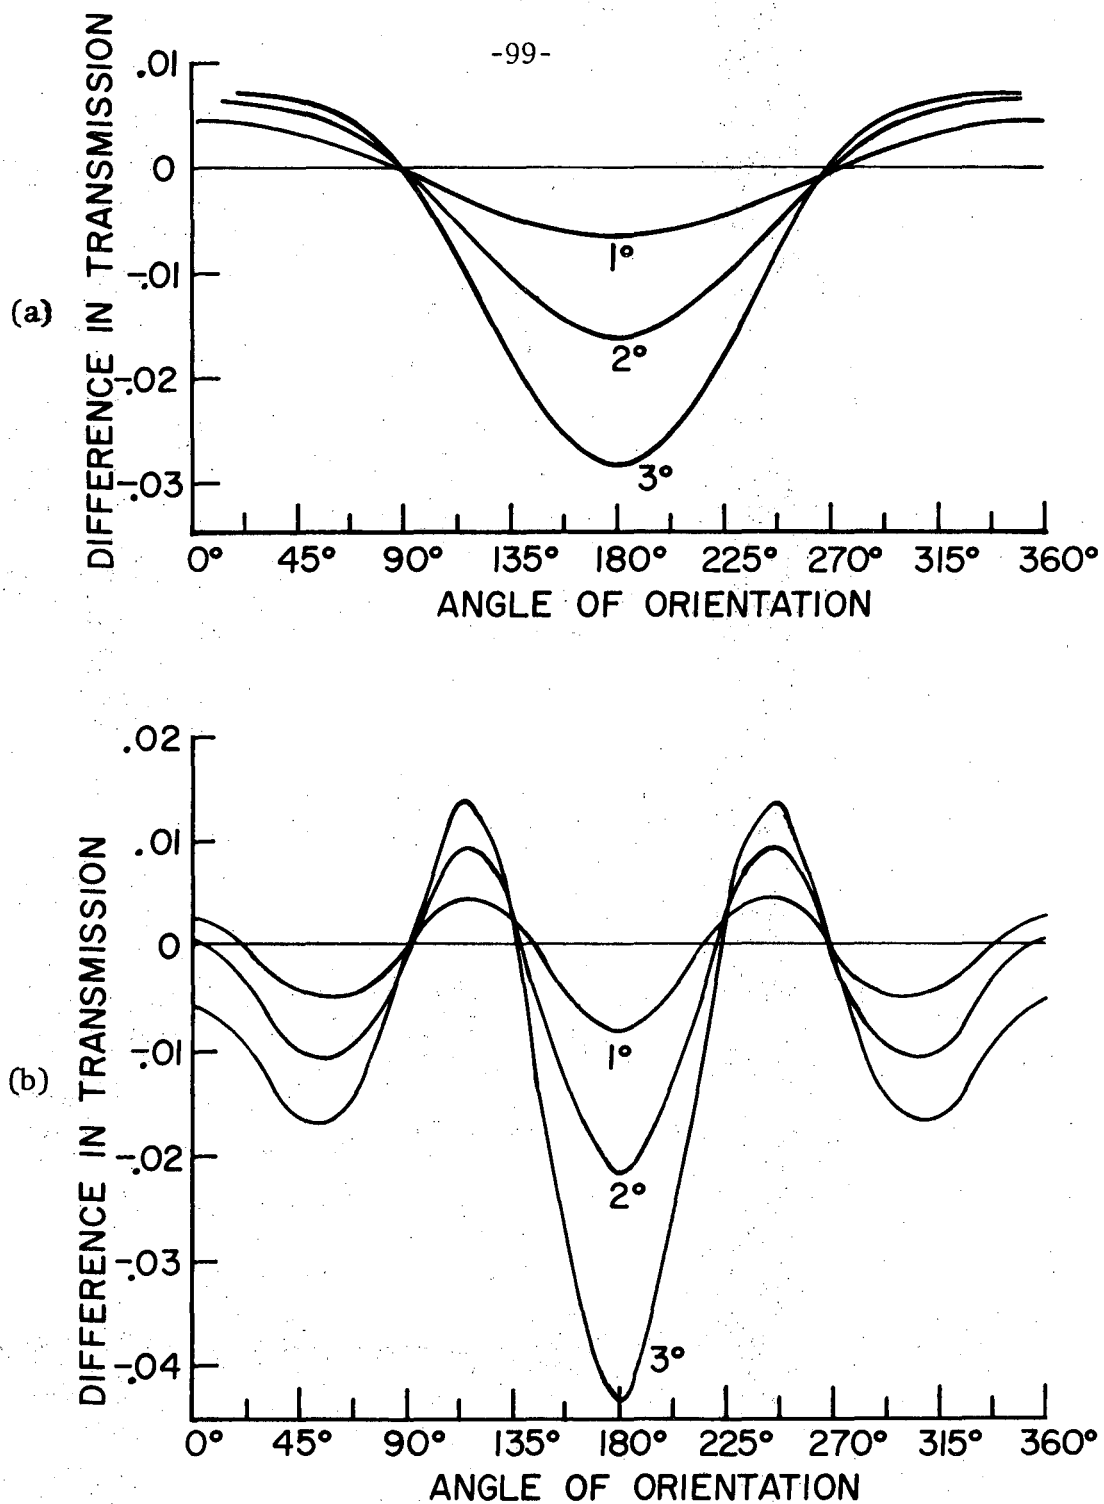 -99-
(a)
DIFFERENCE IN TRANSMISSION
.01
0
-.01
-.02
-.03
1°
2°
3°
0° 45° 90° 135° 180° 225° 270° 315° 360°
ANGLE OF ORIENTATION
(b)
DIFFERENCE IN TRANSMISSION
.02
.01
0
-.01
-.02
-.03
-.04
1°
2°
3°
0° 45° 90° 135° 180° 225° 270° 315° 360°
ANGLE OF ORIENTATION